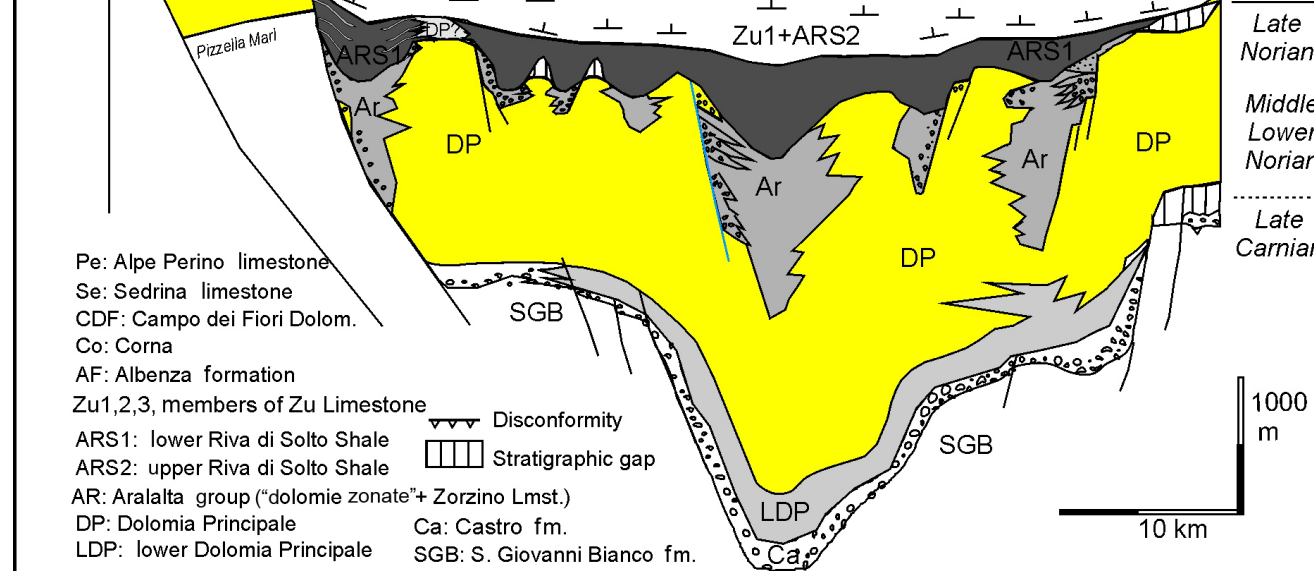 DP?
Zu1+ARS2
Late
Norian
Pizzella Mari
ARS1
ARS1
Ar
DP
Ar
Ar
DP
Middle
Lower
Norian
DP
Late
Carnian
SGB
LDP
Ca
SGB
1000
m
10 km
Pe: Alpe Perino limestone
Se: Sedrina limestone
CDF: Campo dei Fiori Dolom.
Co: Corna
AF: Albenza formation
Zu1,2,3, members of Zu Limestone
ARS1: lower Riva di Solto Shale
ARS2: upper Riva di Solto Shale
AR: Aralalta group (“dolomie zonate”+ Zorzino Lmst.)
DP: Dolomia Principale
LDP: lower Dolomia Principale
Disconformity
Stratigraphic gap
Ca: Castro fm.
SGB: S. Giovanni Bianco fm.